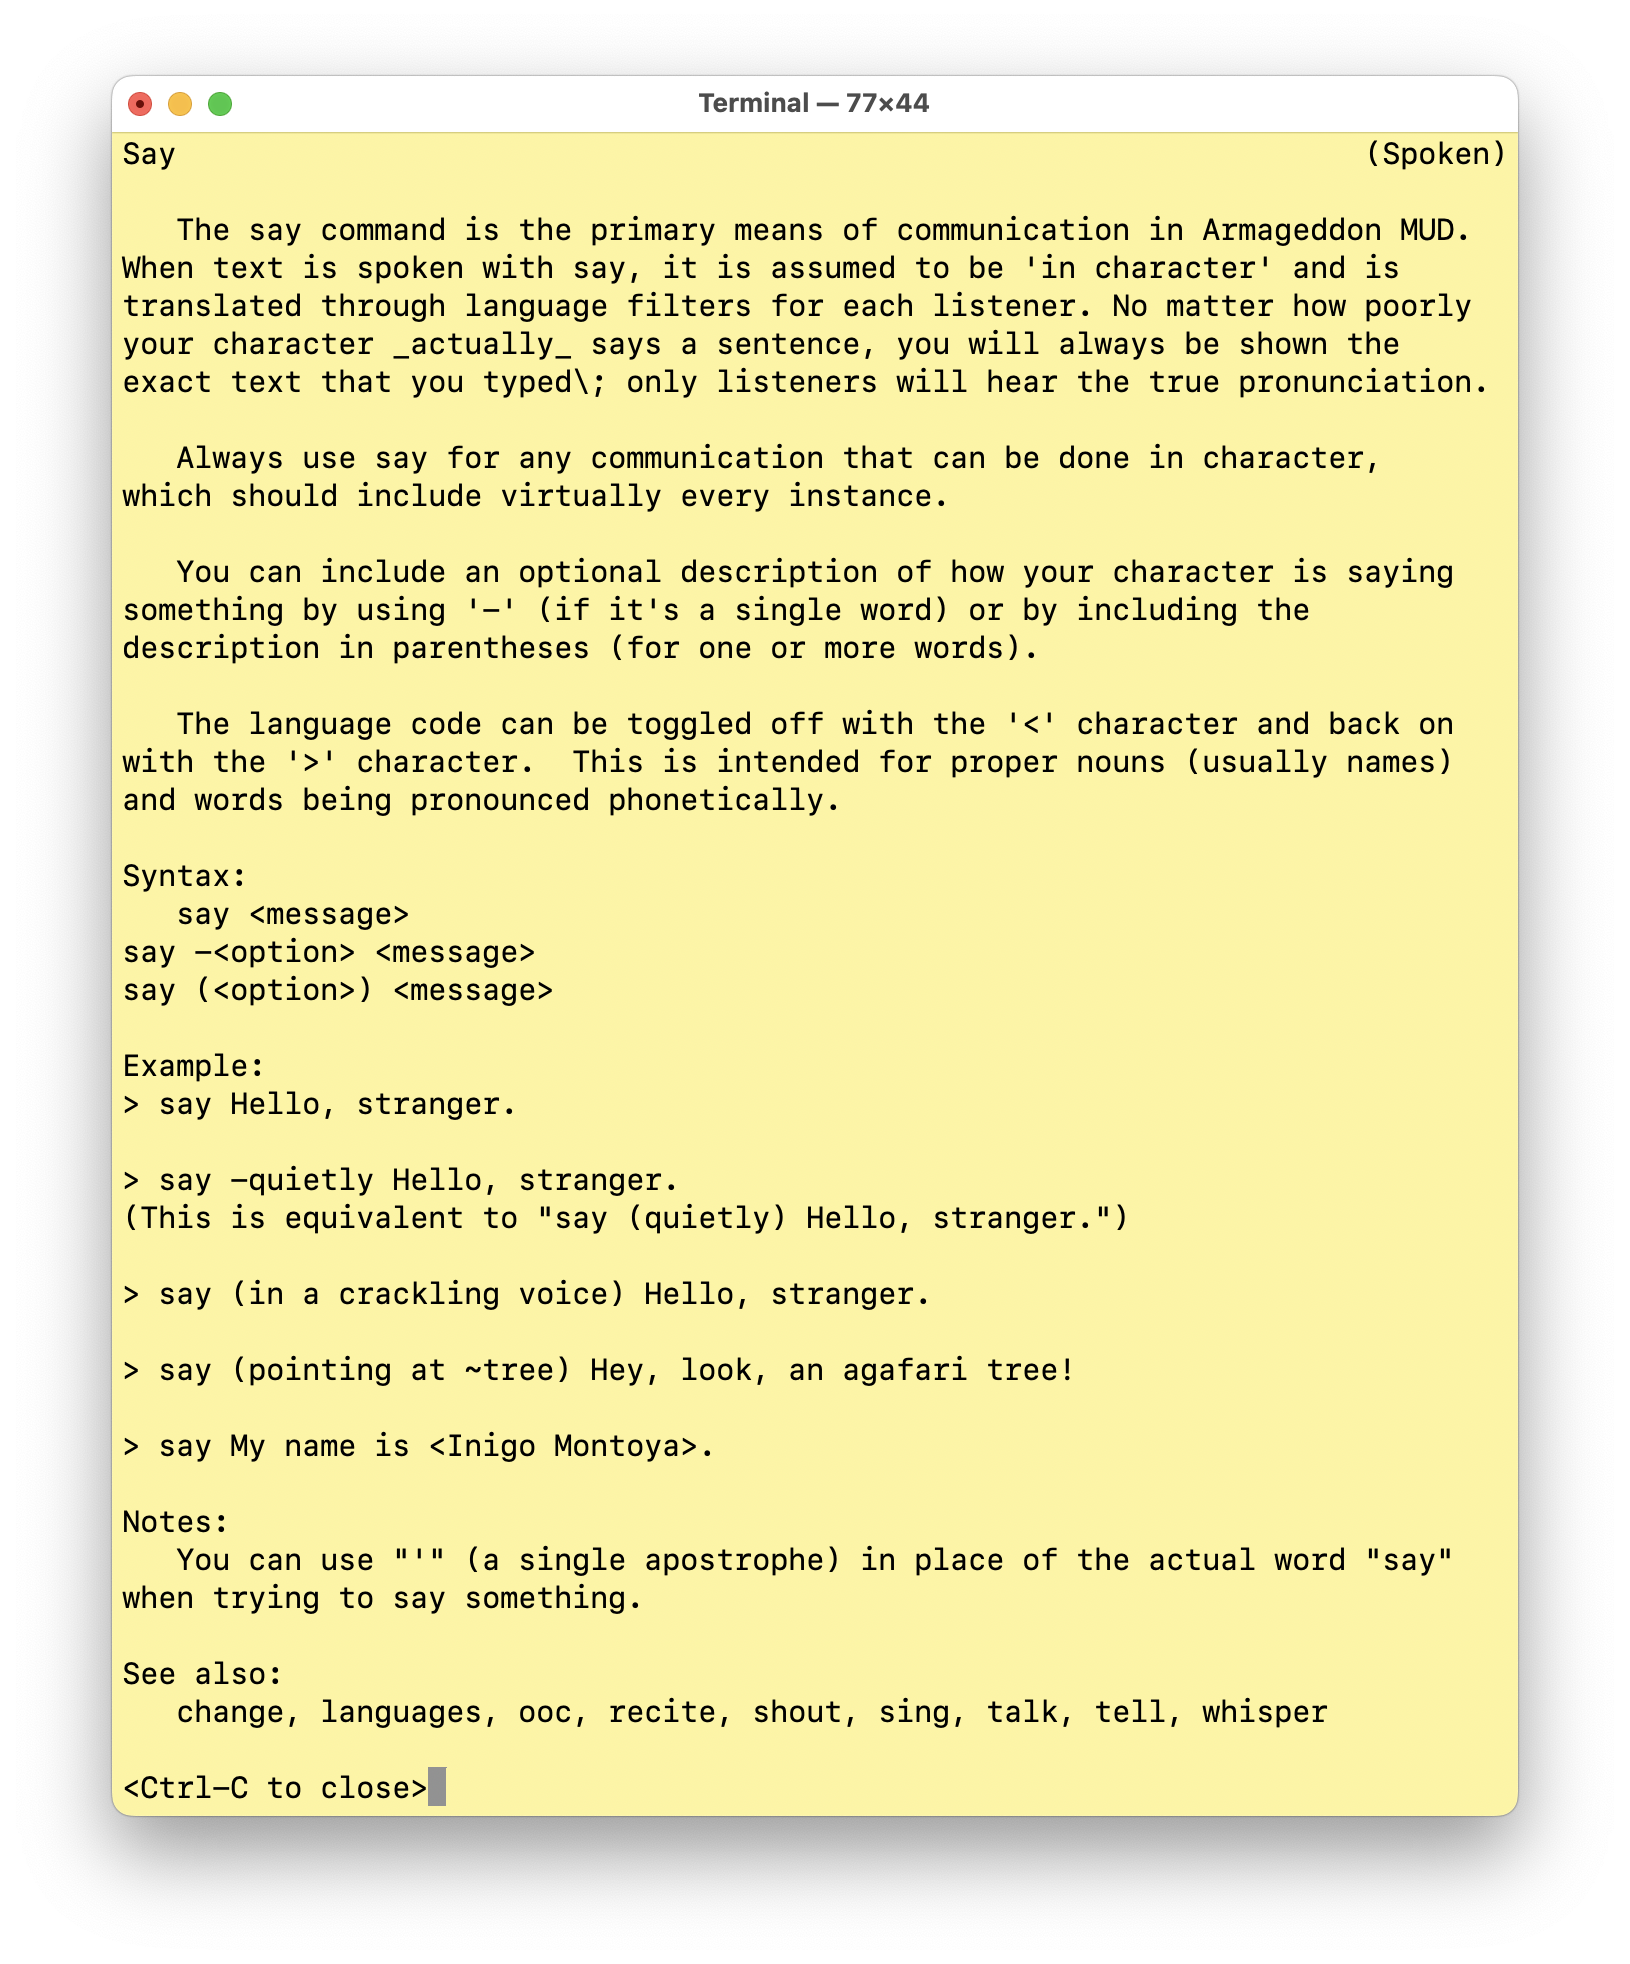 Terminal — 77×44
Say (Spoken)
The say command is the primary means of communication in Armageddon MUD.
When text is spoken with say, it is assumed to be 'in character' and is
translated through language filters for each listener. No matter how poorly
your character _actually_ says a sentence, you will always be shown the
exact text that you typed\; only listeners will hear the true pronunciation.
Always use say for any communication that can be done in character,
which should include virtually every instance.
You can include an optional description of how your character is saying
something by using '-' (if it's a single word) or by including the
description in parentheses (for one or more words).
The language code can be toggled off with the '<' character and back on
with the '>' character.  This is intended for proper nouns (usually names)
and words being pronounced phonetically.
Syntax:
say <message>
say -<option> <message>
say (<option>) <message>
Example:
> say Hello, stranger.
> say -quietly Hello, stranger.
(This is equivalent to "say (quietly) Hello, stranger.")
> say (in a crackling voice) Hello, stranger.
> say (pointing at ~tree) Hey, look, an agafari tree!
> say My name is <Inigo Montoya>.
Notes:
You can use "'" (a single apostrophe) in place of the actual word "say"
when trying to say something.
See also:
change, languages, ooc, recite, shout, sing, talk, tell, whisper
<Ctrl-C to close>